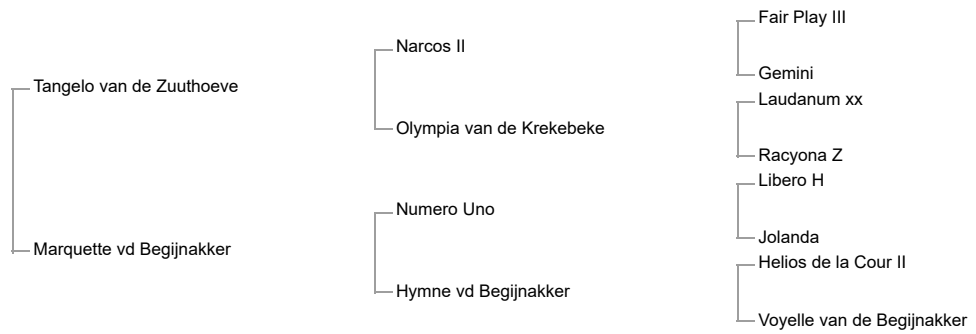 Fair Play III
Narcos II
Gemini
Tangelo van de Zuuthoeve
Laudanum xx
Olympia van de Krekebeke
Racyona Z
Libero H
Numero Uno
Jolanda
Marquette vd Begijnakker
Helios de la Cour II
Hymne vd Begijnakker
Voyelle van de Begijnakker